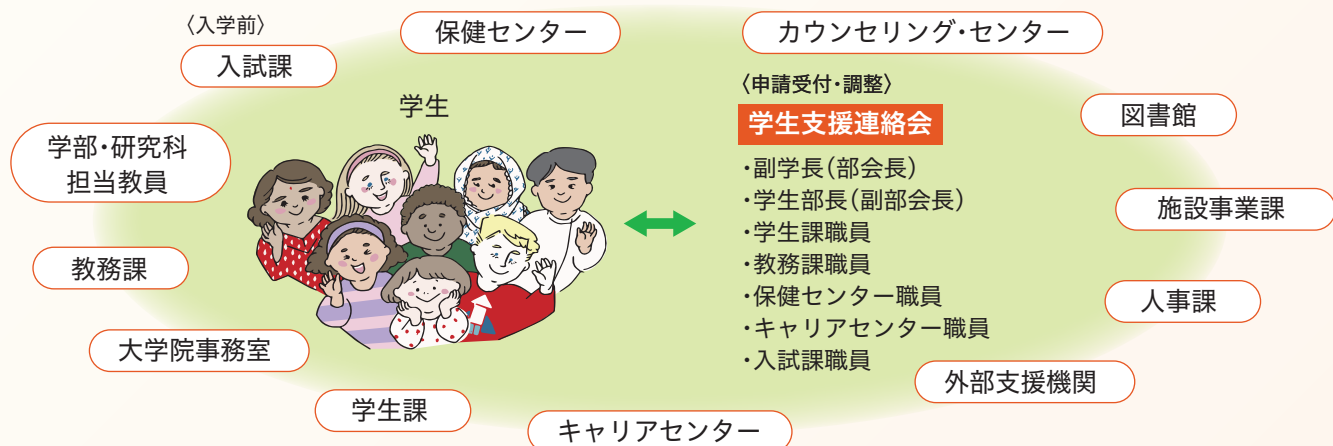 〈入学前〉
入試課
保健センター
カウンセリング・センター
学部・研究科
担当教員
学生
〈申請受付・調整〉
学生支援連絡会
・副学長(部会長)
・学生部長(副部会長)
・学生課職員
・教務課職員
・保健センター職員
・キャリアセンター職員
・入試課職員
図書館
施設事業課
教務課
人事課
大学院事務室
外部支援機関
学生課
キャリアセンター